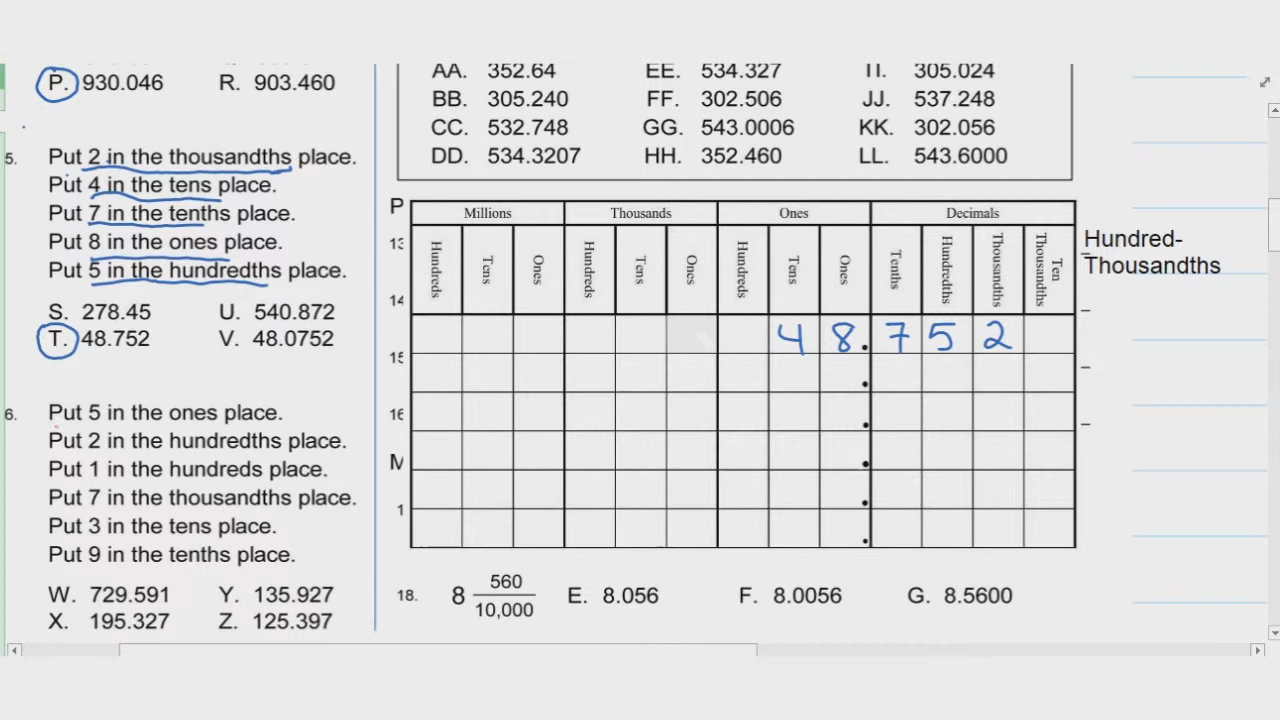 P. 930.046 R. 903.460
5. Put 2 in the thousandths place.
Put 4 in the tens place.
Put 7 in the tenths place.
Put 8 in the ones place.
Put 5 in the hundredths place.
S. 278.45 U. 540.872
T. 48.752 V. 48.0752
6. Put 5 in the ones place.
Put 2 in the hundredths place.
Put 1 in the hundreds place.
Put 7 in the thousandths place.
Put 3 in the tens place.
Put 9 in the tenths place.
W. 729.591 Y. 135.927
X. 195.327 Z. 125.397
AA. 352.64 EE. 534.327 II. 305.024
BB. 305.240 FF. 302.506 JJ. 537.248
CC. 532.748 GG. 543.0006 KK. 302.056
DD. 534.3207 HH. 352.460 LL. 543.6000
P
Millions Thousands Ones Decimals
Hundreds Tens Ones Hundreds Tens Ones Hundreds Tens Ones Tenths Hundredths Thousandths Ten Thousandths
Hundred-
Thousandths
13
14
4 8 . 7 5 2
15
16
M
1
18. 8 560/10,000 E. 8.056 F. 8.0056 G. 8.5600